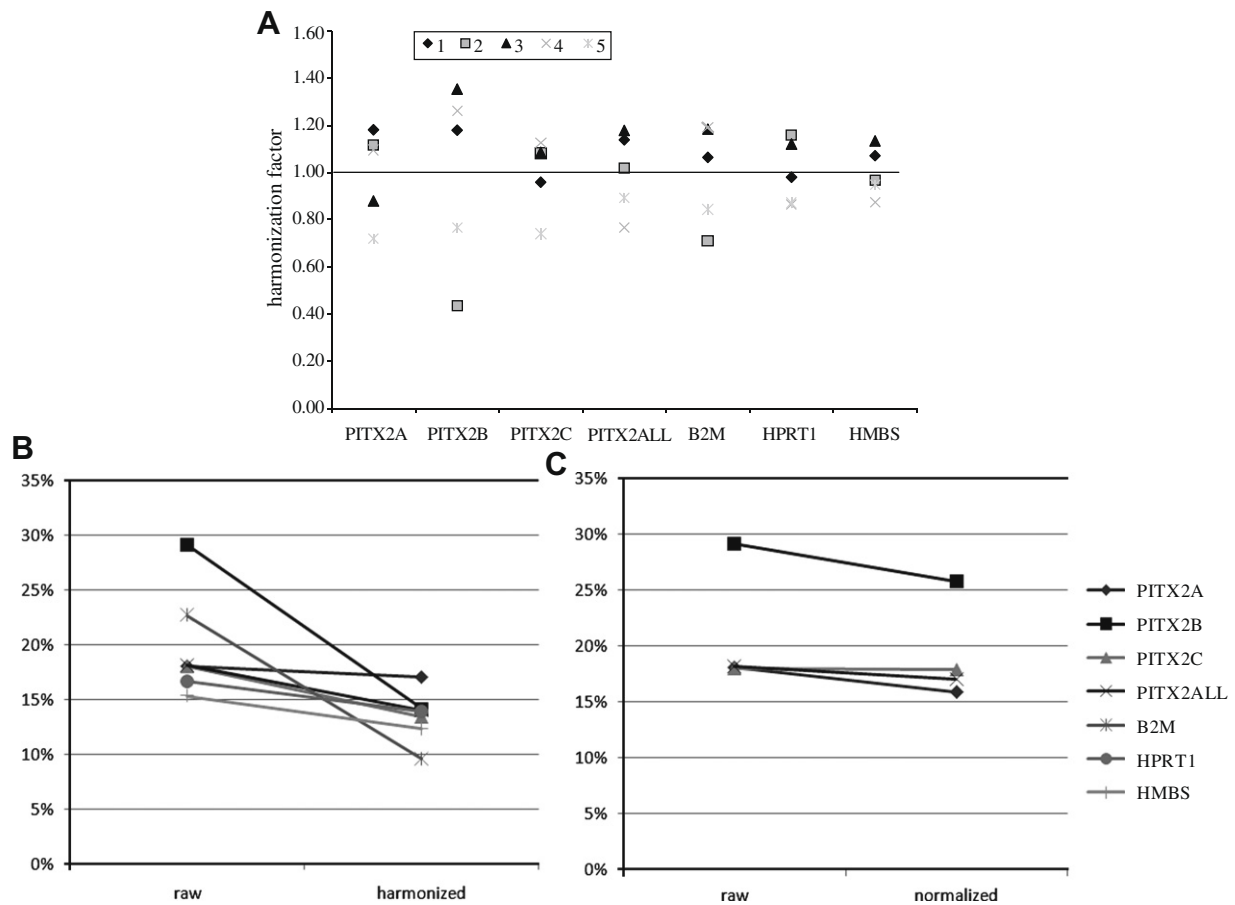 A
harmonization factor
1.60
1.40
1.20
1.00
0.80
0.60
0.40
0.20
0.00
1 2 3 4 5
PITX2A PITX2B PITX2C PITX2ALL B2M HPRT1 HMBS
B
35%
30%
25%
20%
15%
10%
5%
0%
raw harmonized
C
35%
30%
25%
20%
15%
10%
5%
0%
raw normalized
PITX2A
PITX2B
PITX2C
PITX2ALL
B2M
HPRT1
HMBS